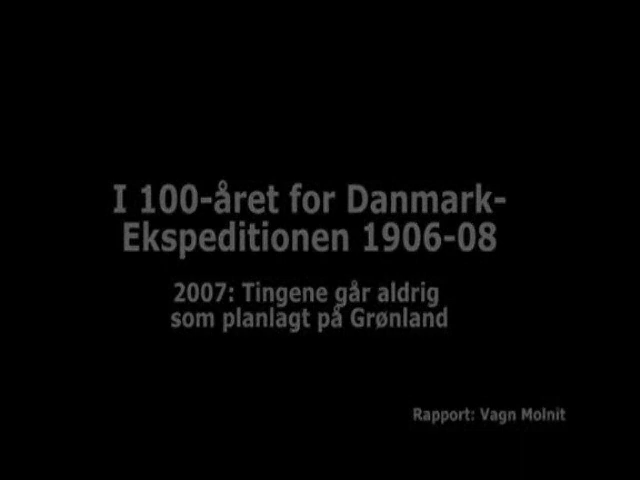 I 100-året for Danmark-
Ekspeditionen 1906-08
2007: Tingene går aldrig
som planlagt på Grønland
Rapport: Vagn Molnit